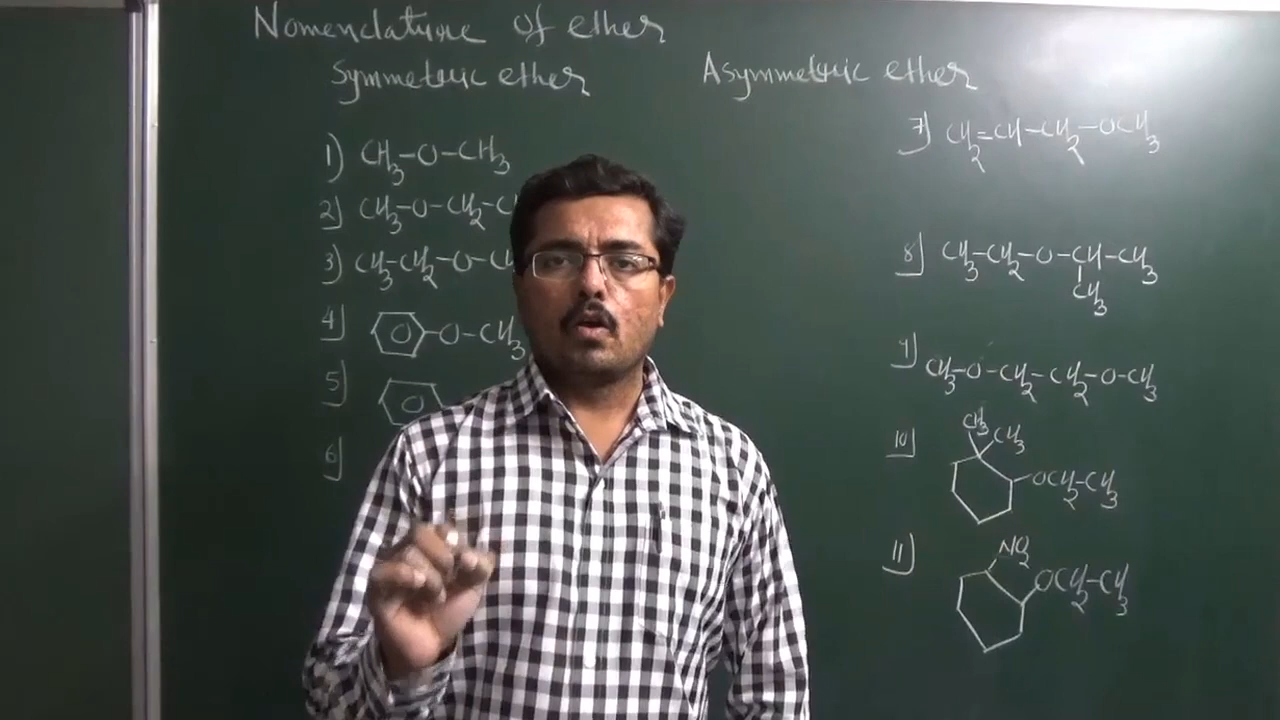 Nomenclature of ether
Symmetric ether
Asymmetric ether
1) CH3-O-CH3
2) CH3-O-CH2-
3) CH3-CH2-O-
4) -O-CH3
5)
6)
7) CH2=CH-CH2-OCH3
8) CH3-CH2-O-CH-CH3
CH3
9) CH3-O-CH2-CH2-O-CH3
10) CH3 CH3
OCH2-CH3
11) NO2
OCH2-CH3